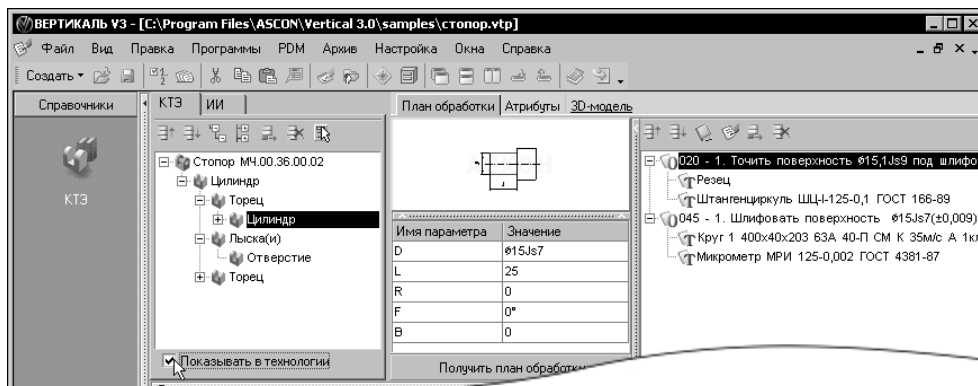 ВЕРТИКАЛЬ V3 - [C:\Program Files\ASCON\Vertical 3.0\samples\стопор.vtp]
Файл Вид Правка Программы PDM Архив Настройка Окна Справка
Создать
Справочники
КТЭ
КТЭ ИИ
Стопор МЧ.00.36.00.02
Цилиндр
Торец
Цилиндр
Лыска(и)
Отверстие
Торец
Показывать в технологии
План обработки Атрибуты 3D-модель
Имя параметра Значение
D ø15Js7
L 25
R 0
F 0°
B 0
Получить план обработки
020 - 1. Точить поверхность ø15,1Js9 под шлифо
Резец
Штангенциркуль ШЦ-I-125-0,1 ГОСТ 166-89
045 - 1. Шлифовать поверхность ø15Js7(±0,009)
Круг 1 400x40x203 63А 40-П СМ К 35м/с А 1кл
Микрометр МРИ 125-0,002 ГОСТ 4381-87